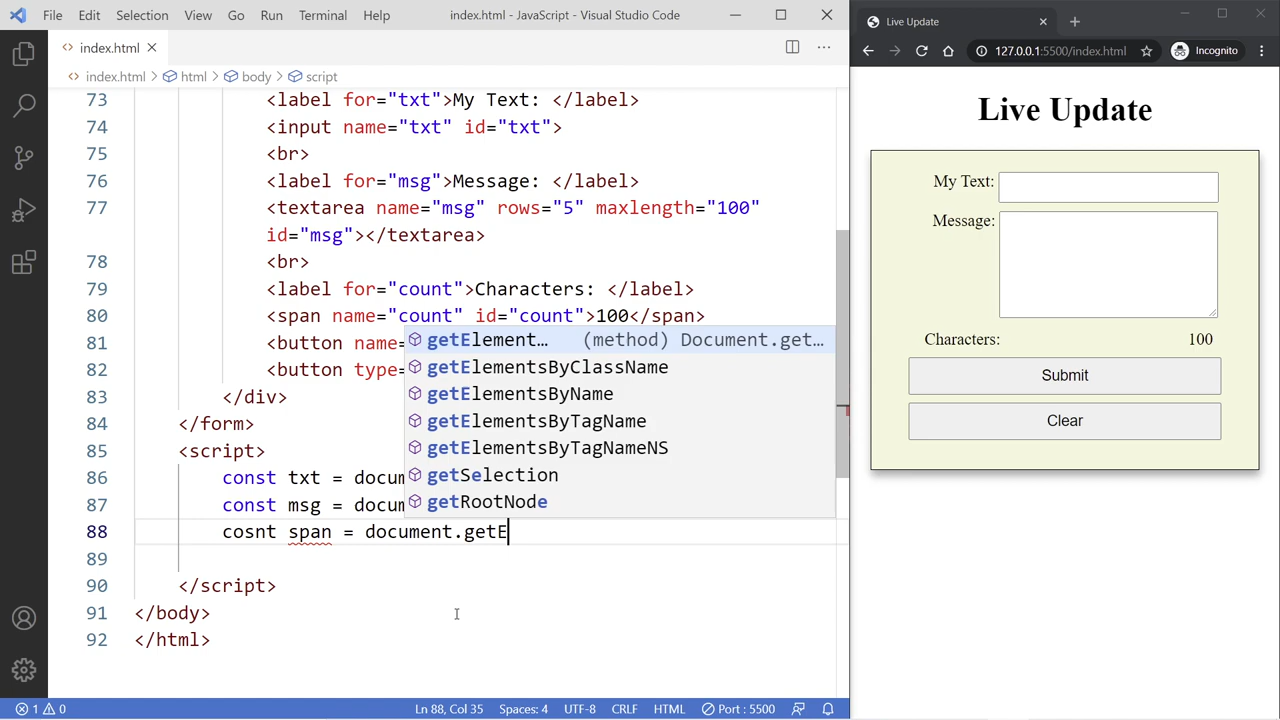 File Edit Selection View Go Run Terminal Help index.html - JavaScript - Visual Studio Code
index.html
index.html > html > body > script
73 <label for="txt">My Text: </label>
74 <input name="txt" id="txt">
75 <br>
76 <label for="msg">Message: </label>
77 <textarea name="msg" rows="5" maxlength="100"
id="msg"></textarea>
78 <br>
79 <label for="count">Characters: </label>
80 <span name="count" id="count">100</span>
81 <button name=
82 <button type=
83 </div>
84 </form>
85 <script>
86 const txt = docum
87 const msg = docum
88 cosnt span = document.getE
89
90 </script>
91 </body>
92 </html>
getElement… (method) Document.get…
getElementsByClassName
getElementsByName
getElementsByTagName
getElementsByTagNameNS
getSelection
getRootNode
1 0 Ln 88, Col 35 Spaces: 4 UTF-8 CRLF HTML Port : 5500
Live Update
127.0.0.1:5500/index.html Incognito
Live Update
My Text:
Message:
Characters: 100
Submit
Clear